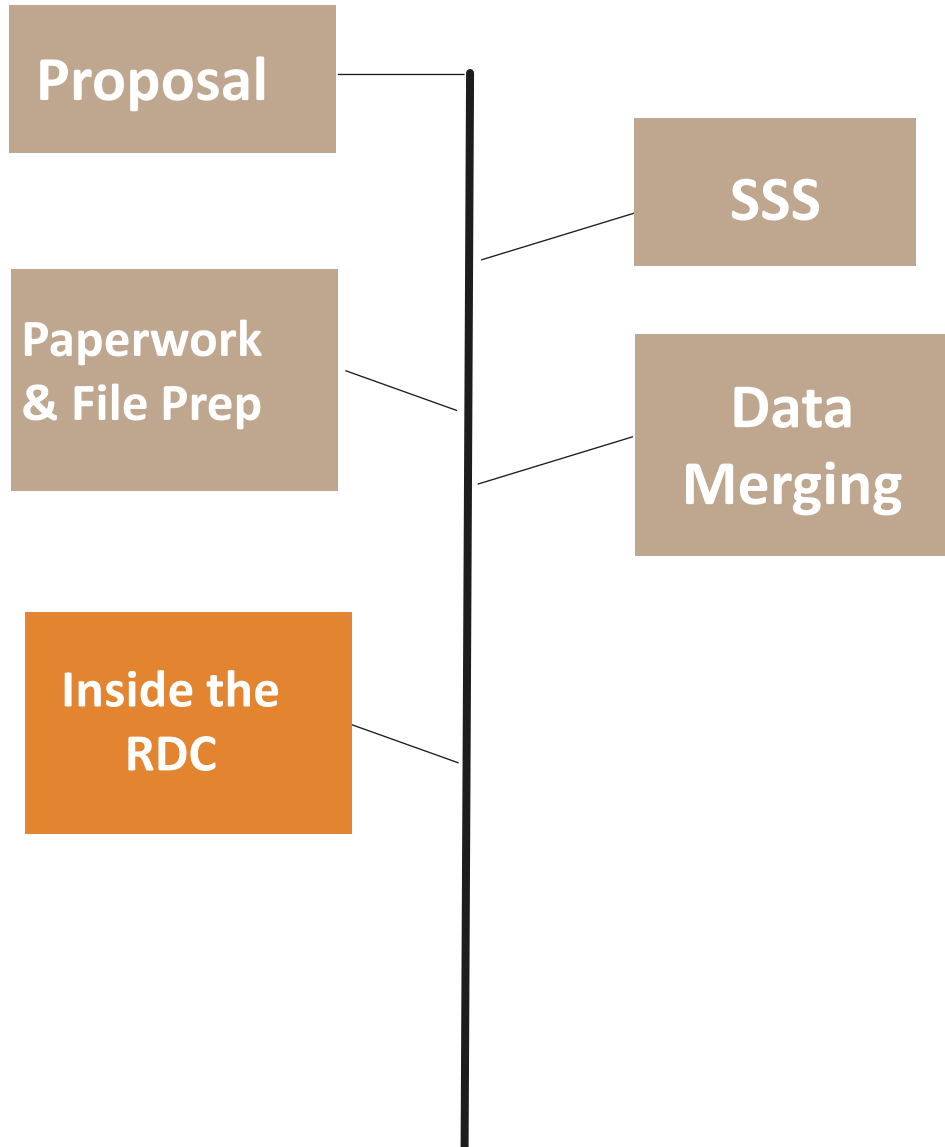 Proposal
SSS
Paperwork
& File Prep
Data
Merging
Inside the
RDC